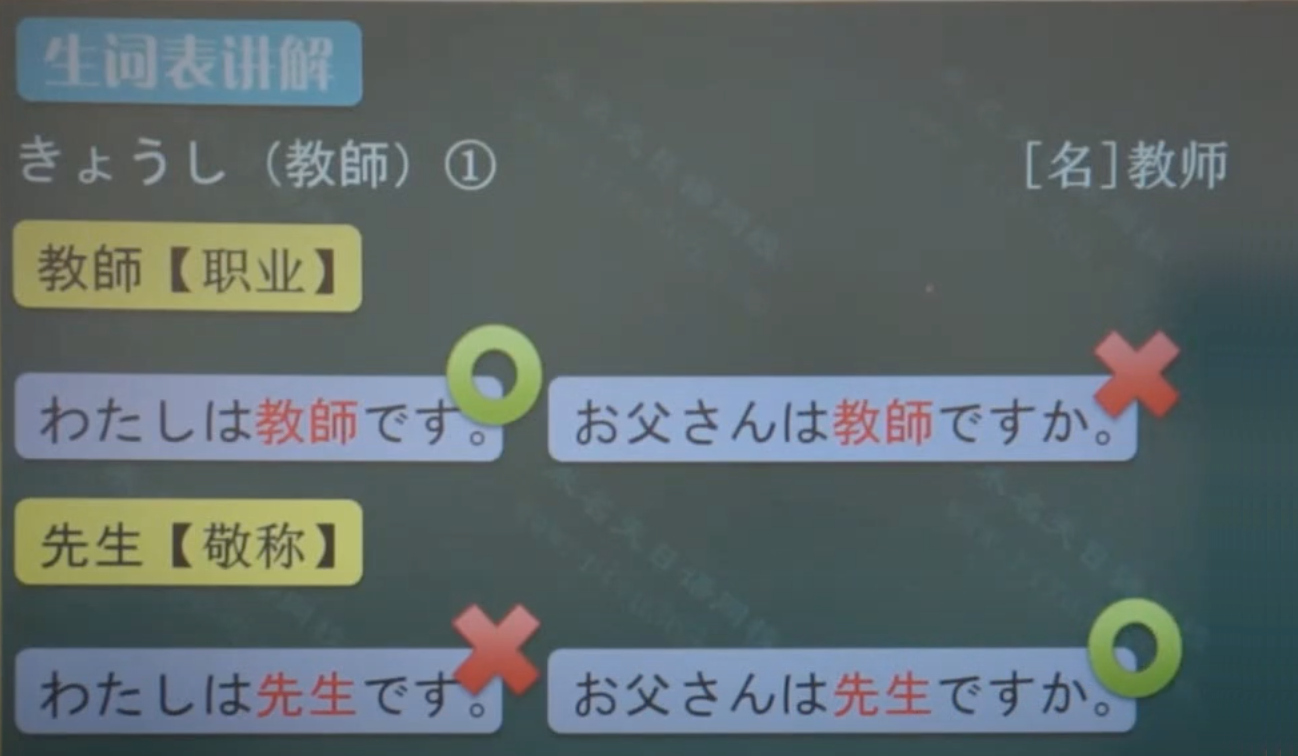 生词表讲解
きょうし（教師）① [名]教师
教師【职业】
わたしは教師です。 お父さんは教師ですか。
先生【敬称】
わたしは先生です。 お父さんは先生ですか。